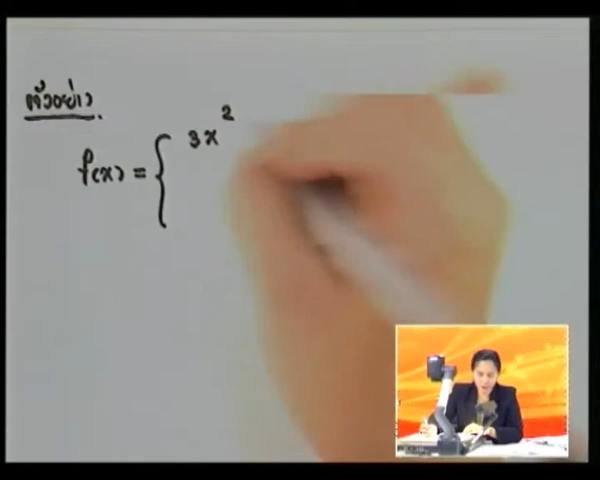 ตัวอย่าง
f(x) = { 3x²